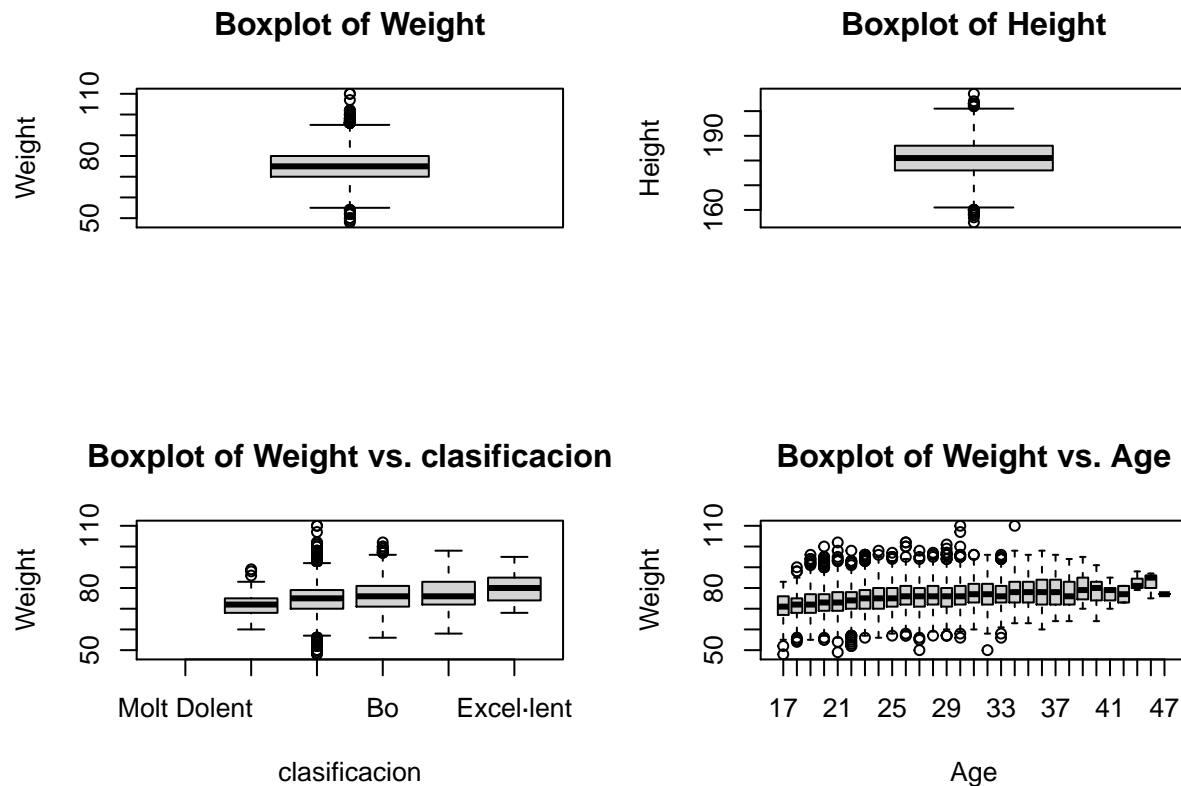 Boxplot of Weight
Weight
110
80
50
Boxplot of Height
Height
190
160
Boxplot of Weight vs. clasificacion
Weight
110
80
50
Molt Dolent Bo Excel·lent
clasificacion
Boxplot of Weight vs. Age
Weight
110
80
50
17 21 25 29 33 37 41 47
Age